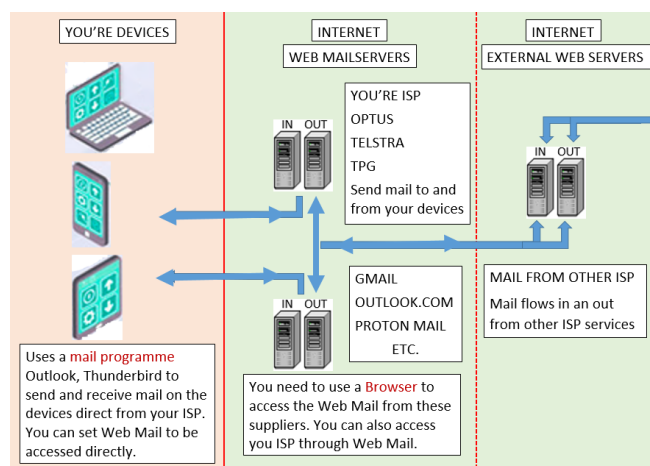 YOU'RE DEVICES
Uses a mail programme
Outlook, Thunderbird to
send and receive mail on the
devices direct from your ISP.
You can set Web Mail to be
accessed directly.
INTERNET
WEB MAILSERVERS
IN OUT
YOU'RE ISP
OPTUS
TELSTRA
TPG
Send mail to and
from your devices
IN OUT
GMAIL
OUTLOOK.COM
PROTON MAIL
ETC.
You need to use a Browser to
access the Web Mail from these
suppliers. You can also access
you ISP through Web Mail.
INTERNET
EXTERNAL WEB SERVERS
IN OUT
MAIL FROM OTHER ISP
Mail flows in an out
from other ISP services